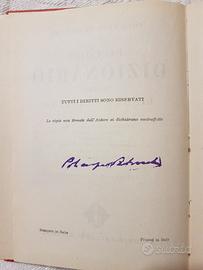 TUTTI I DIRITTI SONO RISERVATI
Le copie non firmate dall'Autore si dichiarano contraffatte
Stampato in Italia
Printed in Italy
subito